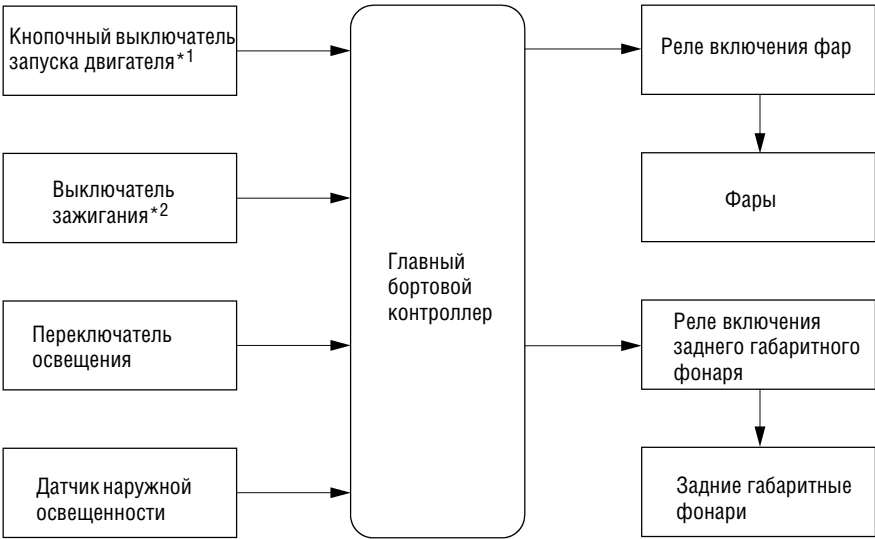 Кнопочный выключатель
запуска двигателя*1
Выключатель
зажигания*2
Переключатель
освещения
Датчик наружной
освещенности
Главный
бортовой
контроллер
Реле включения фар
Фары
Реле включения
заднего габаритного
фонаря
Задние габаритные
фонари